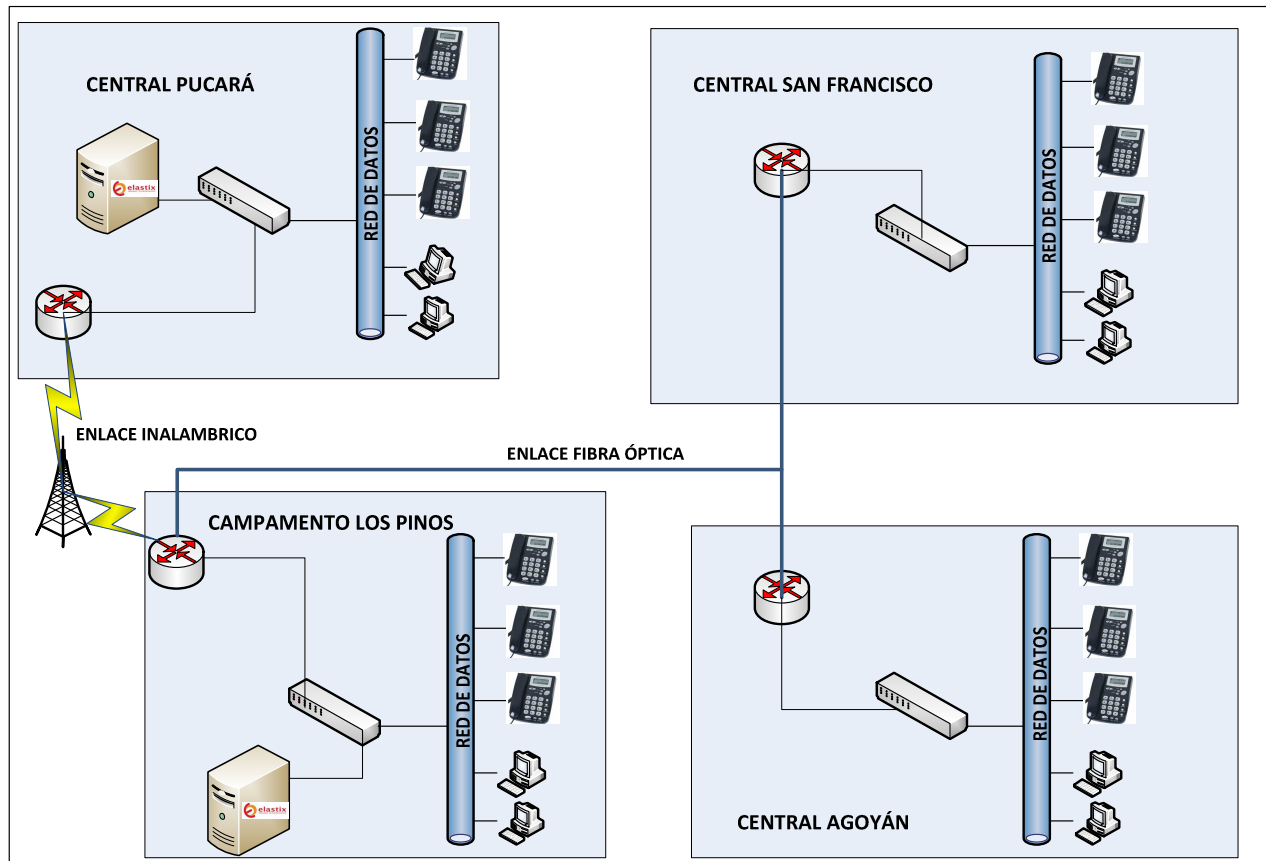 CENTRAL PUCARÁ
elastix
RED DE DATOS
CENTRAL SAN FRANCISCO
RED DE DATOS
ENLACE INALAMBRICO
ENLACE FIBRA ÓPTICA
CAMPAMENTO LOS PINOS
elastix
RED DE DATOS
RED DE DATOS
CENTRAL AGOYÁN